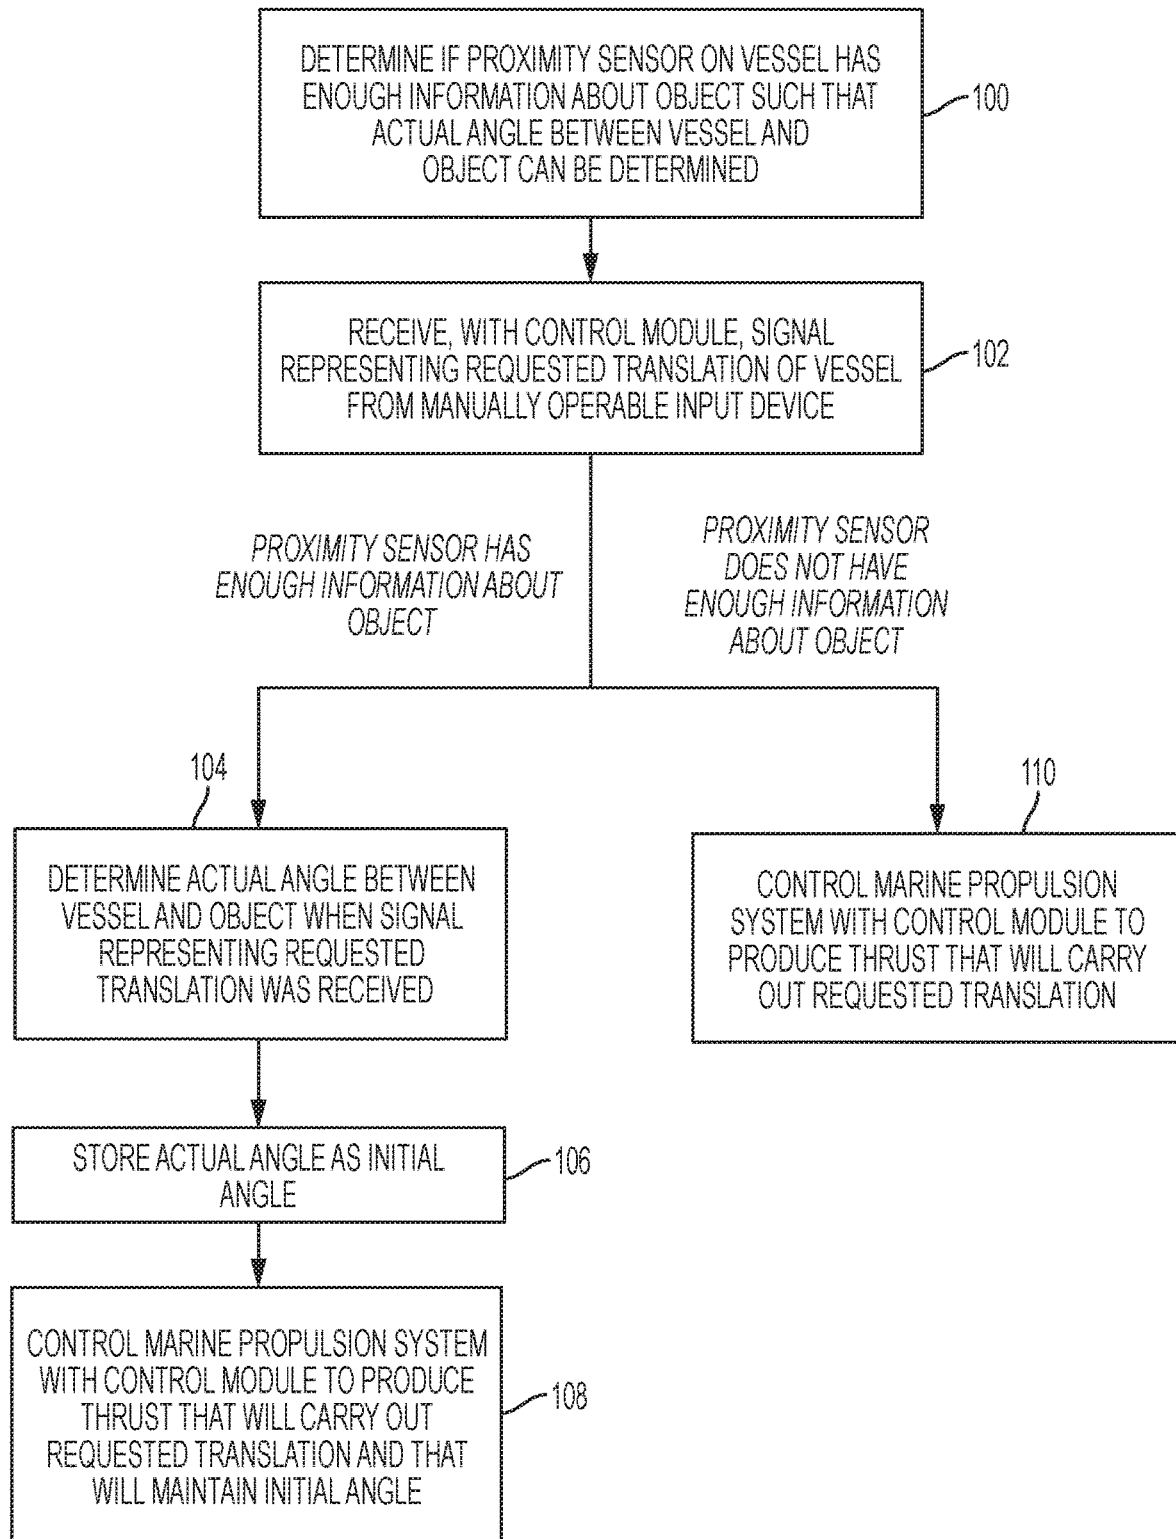 DETERMINE IF PROXIMITY SENSOR ON VESSEL HAS
ENOUGH INFORMATION ABOUT OBJECT SUCH THAT
ACTUAL ANGLE BETWEEN VESSEL AND
OBJECT CAN BE DETERMINED
100
RECEIVE, WITH CONTROL MODULE, SIGNAL
REPRESENTING REQUESTED TRANSLATION OF VESSEL
FROM MANUALLY OPERABLE INPUT DEVICE
102
PROXIMITY SENSOR HAS
ENOUGH INFORMATION ABOUT
OBJECT
PROXIMITY SENSOR
DOES NOT HAVE
ENOUGH INFORMATION
ABOUT OBJECT
104
DETERMINE ACTUAL ANGLE BETWEEN
VESSEL AND OBJECT WHEN SIGNAL
REPRESENTING REQUESTED
TRANSLATION WAS RECEIVED
110
CONTROL MARINE PROPULSION
SYSTEM WITH CONTROL MODULE TO
PRODUCE THRUST THAT WILL CARRY
OUT REQUESTED TRANSLATION
STORE ACTUAL ANGLE AS INITIAL
ANGLE
106
CONTROL MARINE PROPULSION SYSTEM
WITH CONTROL MODULE TO PRODUCE
THRUST THAT WILL CARRY OUT
REQUESTED TRANSLATION AND THAT
WILL MAINTAIN INITIAL ANGLE
108